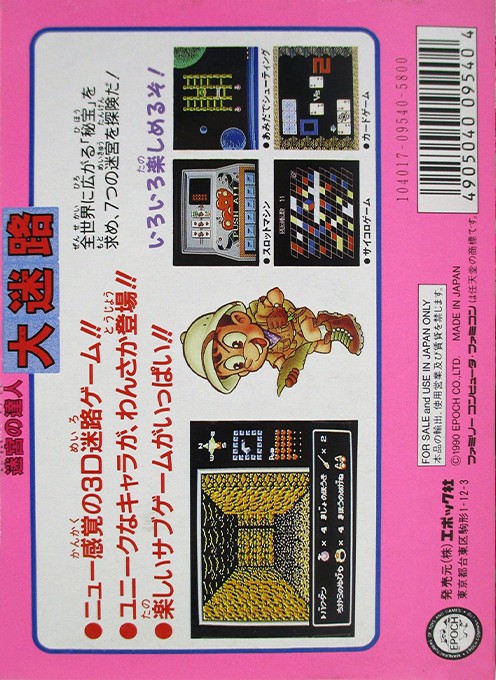 迷宮の達人
大迷路
● ニュー感覚の3D迷路ゲーム!!
● ユニークなキャラが、わんさか登場!!
● 楽しいサブゲームがいっぱい!!
全世界に広がる「秘宝」を
求め、7つの迷宮を探険だ!
いろいろ楽しめるぞ!
●あみだでシューティング
●カードゲーム
●スロットマシン
●サイコロゲーム
PUSH START
VS
FOR SALE and USE IN JAPAN ONLY
本品の輸出、使用営業及び賃貸を禁じます。
©1990 EPOCH CO., LTD. MADE IN JAPAN
ファミリーコンピュータ・ファミコンは任天堂の商標です。
発売元(株)エポック社
東京都台東区駒形1-12-3
EPOCH
104017-09540-5800
4905040095404